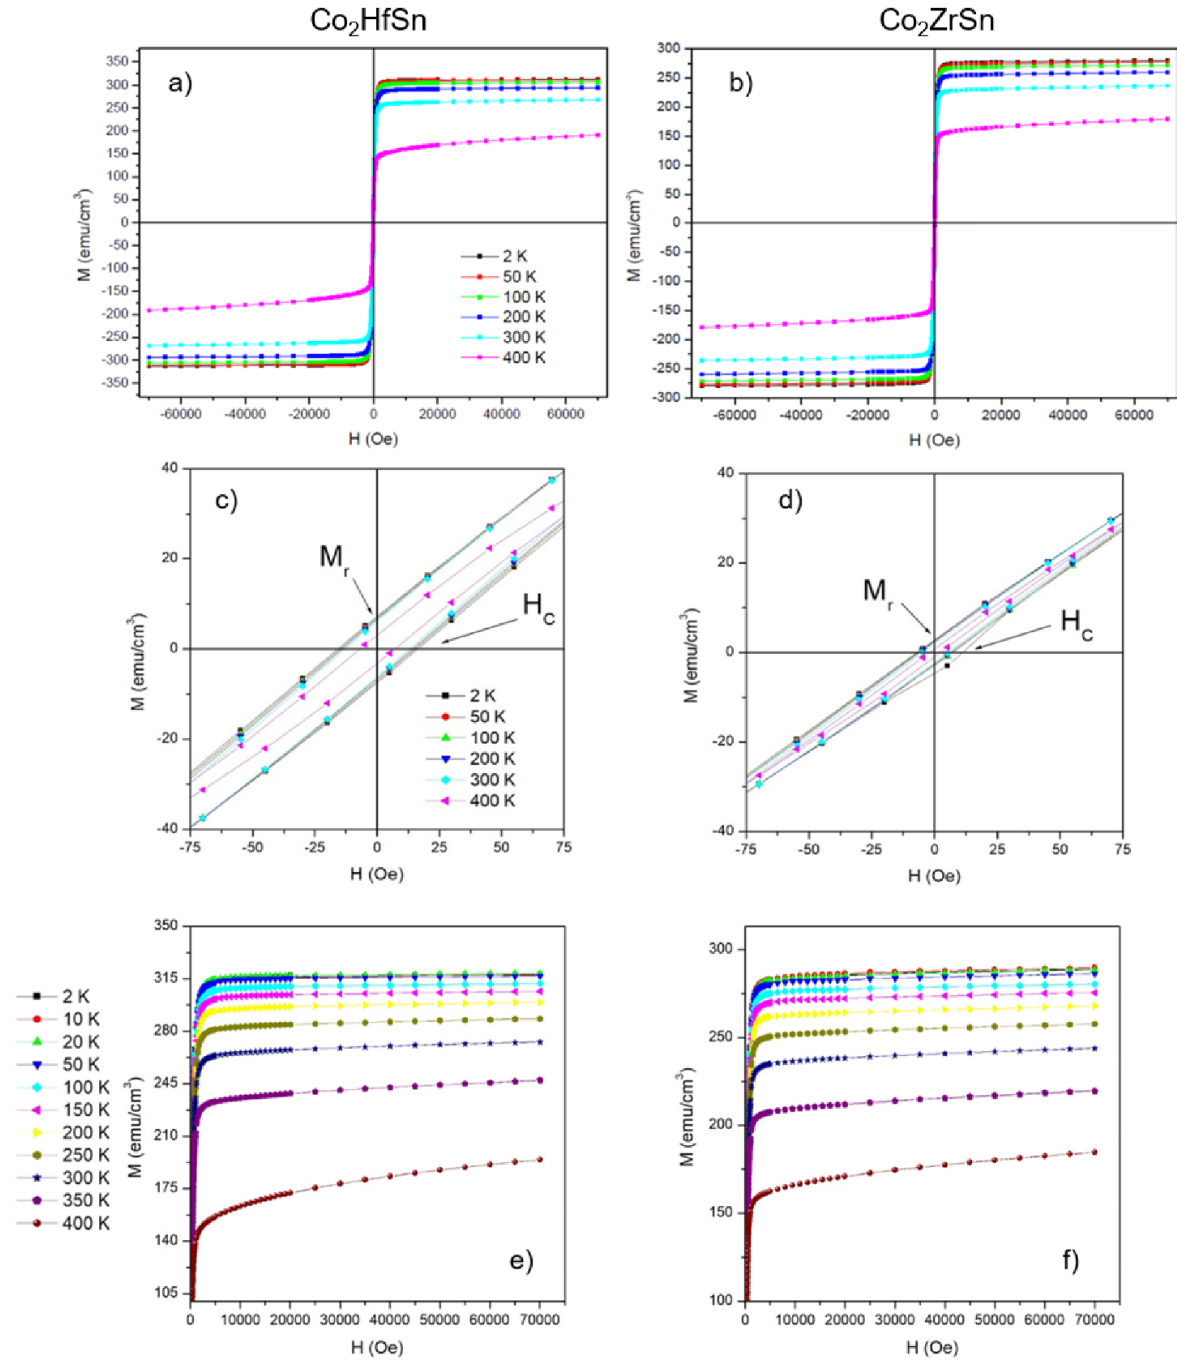 Co2HfSn
Co2ZrSn
a)
350
300
250
200
150
100
50
0
-50
-100
-150
-200
-250
-300
-350
M (emu/cm3)
2 K
50 K
100 K
200 K
300 K
400 K
-60000 -40000 -20000 0 20000 40000 60000
H (Oe)
b)
300
250
200
150
100
50
0
-50
-100
-150
-200
-250
-300
M (emu/cm3)
-60000 -40000 -20000 0 20000 40000 60000
H (Oe)
c)
40
20
0
-20
-40
M (emu/cm3)
Mr
HC
2 K
50 K
100 K
200 K
300 K
400 K
-75 -50 -25 0 25 50 75
H (Oe)
d)
40
20
0
-20
-40
M (emu/cm3)
Mr
HC
-75 -50 -25 0 25 50 75
H (Oe)
2 K
10 K
20 K
50 K
100 K
150 K
200 K
250 K
300 K
350 K
400 K
350
315
280
245
210
175
140
105
M (emu/cm3)
e)
0 10000 20000 30000 40000 50000 60000 70000
H (Oe)
300
250
200
150
100
M (emu/cm3)
f)
0 10000 20000 30000 40000 50000 60000 70000
H (Oe)